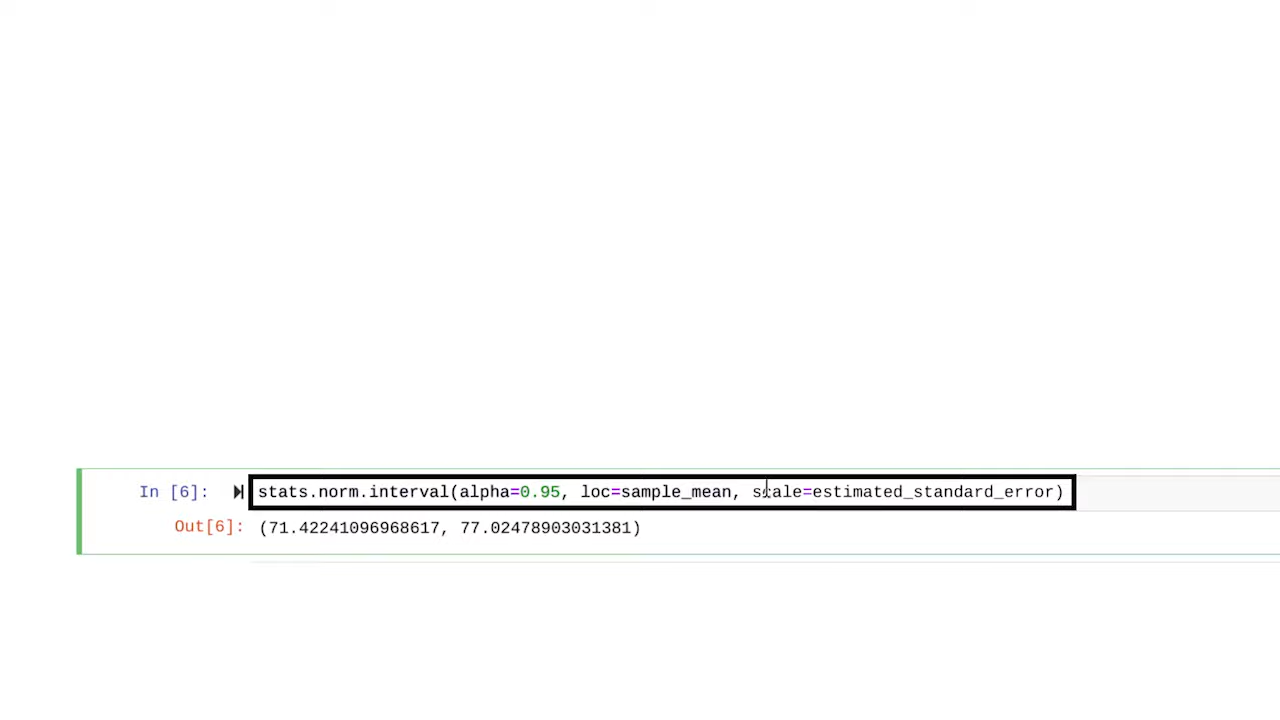 In [6]: stats.norm.interval(alpha=0.95, loc=sample_mean, scale=estimated_standard_error)
Out[6]: (71.42241096968617, 77.02478903031381)